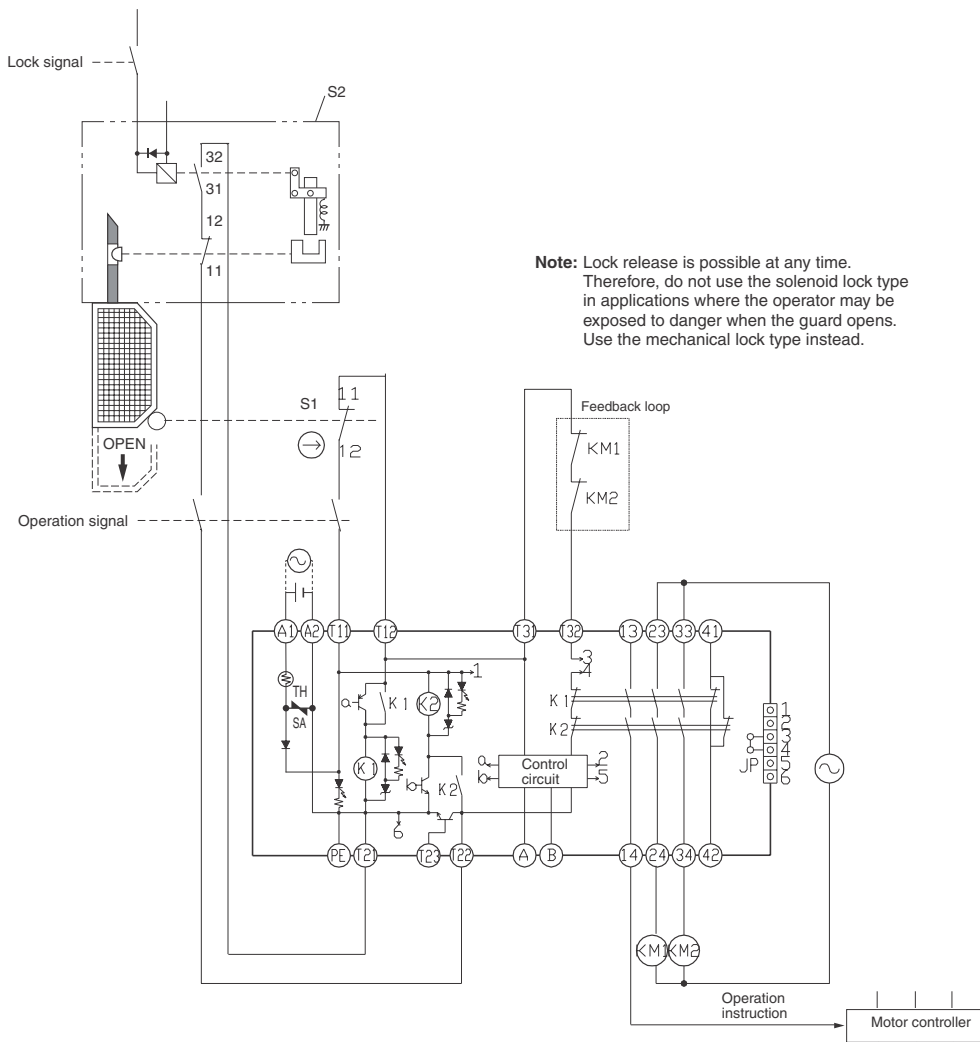 Lock signal
S2
32
31
12
11
Note: Lock release is possible at any time.
Therefore, do not use the solenoid lock type
in applications where the operator may be
exposed to danger when the guard opens.
Use the mechanical lock type instead.
S1
11
12
OPEN
Feedback loop
KM1
KM2
Operation signal
A1 A2 T11 T12 T31 T32 13 23 33 41
TH
SA
a
K1
K2
1
3
4
K1
K2
K1
b
K2
6
a
b
Control
circuit
2
5
JP
1
2
3
4
5
6
PE T21 T23 T22 A B 14 24 34 42
KM1 KM2
Operation
instruction
Motor controller